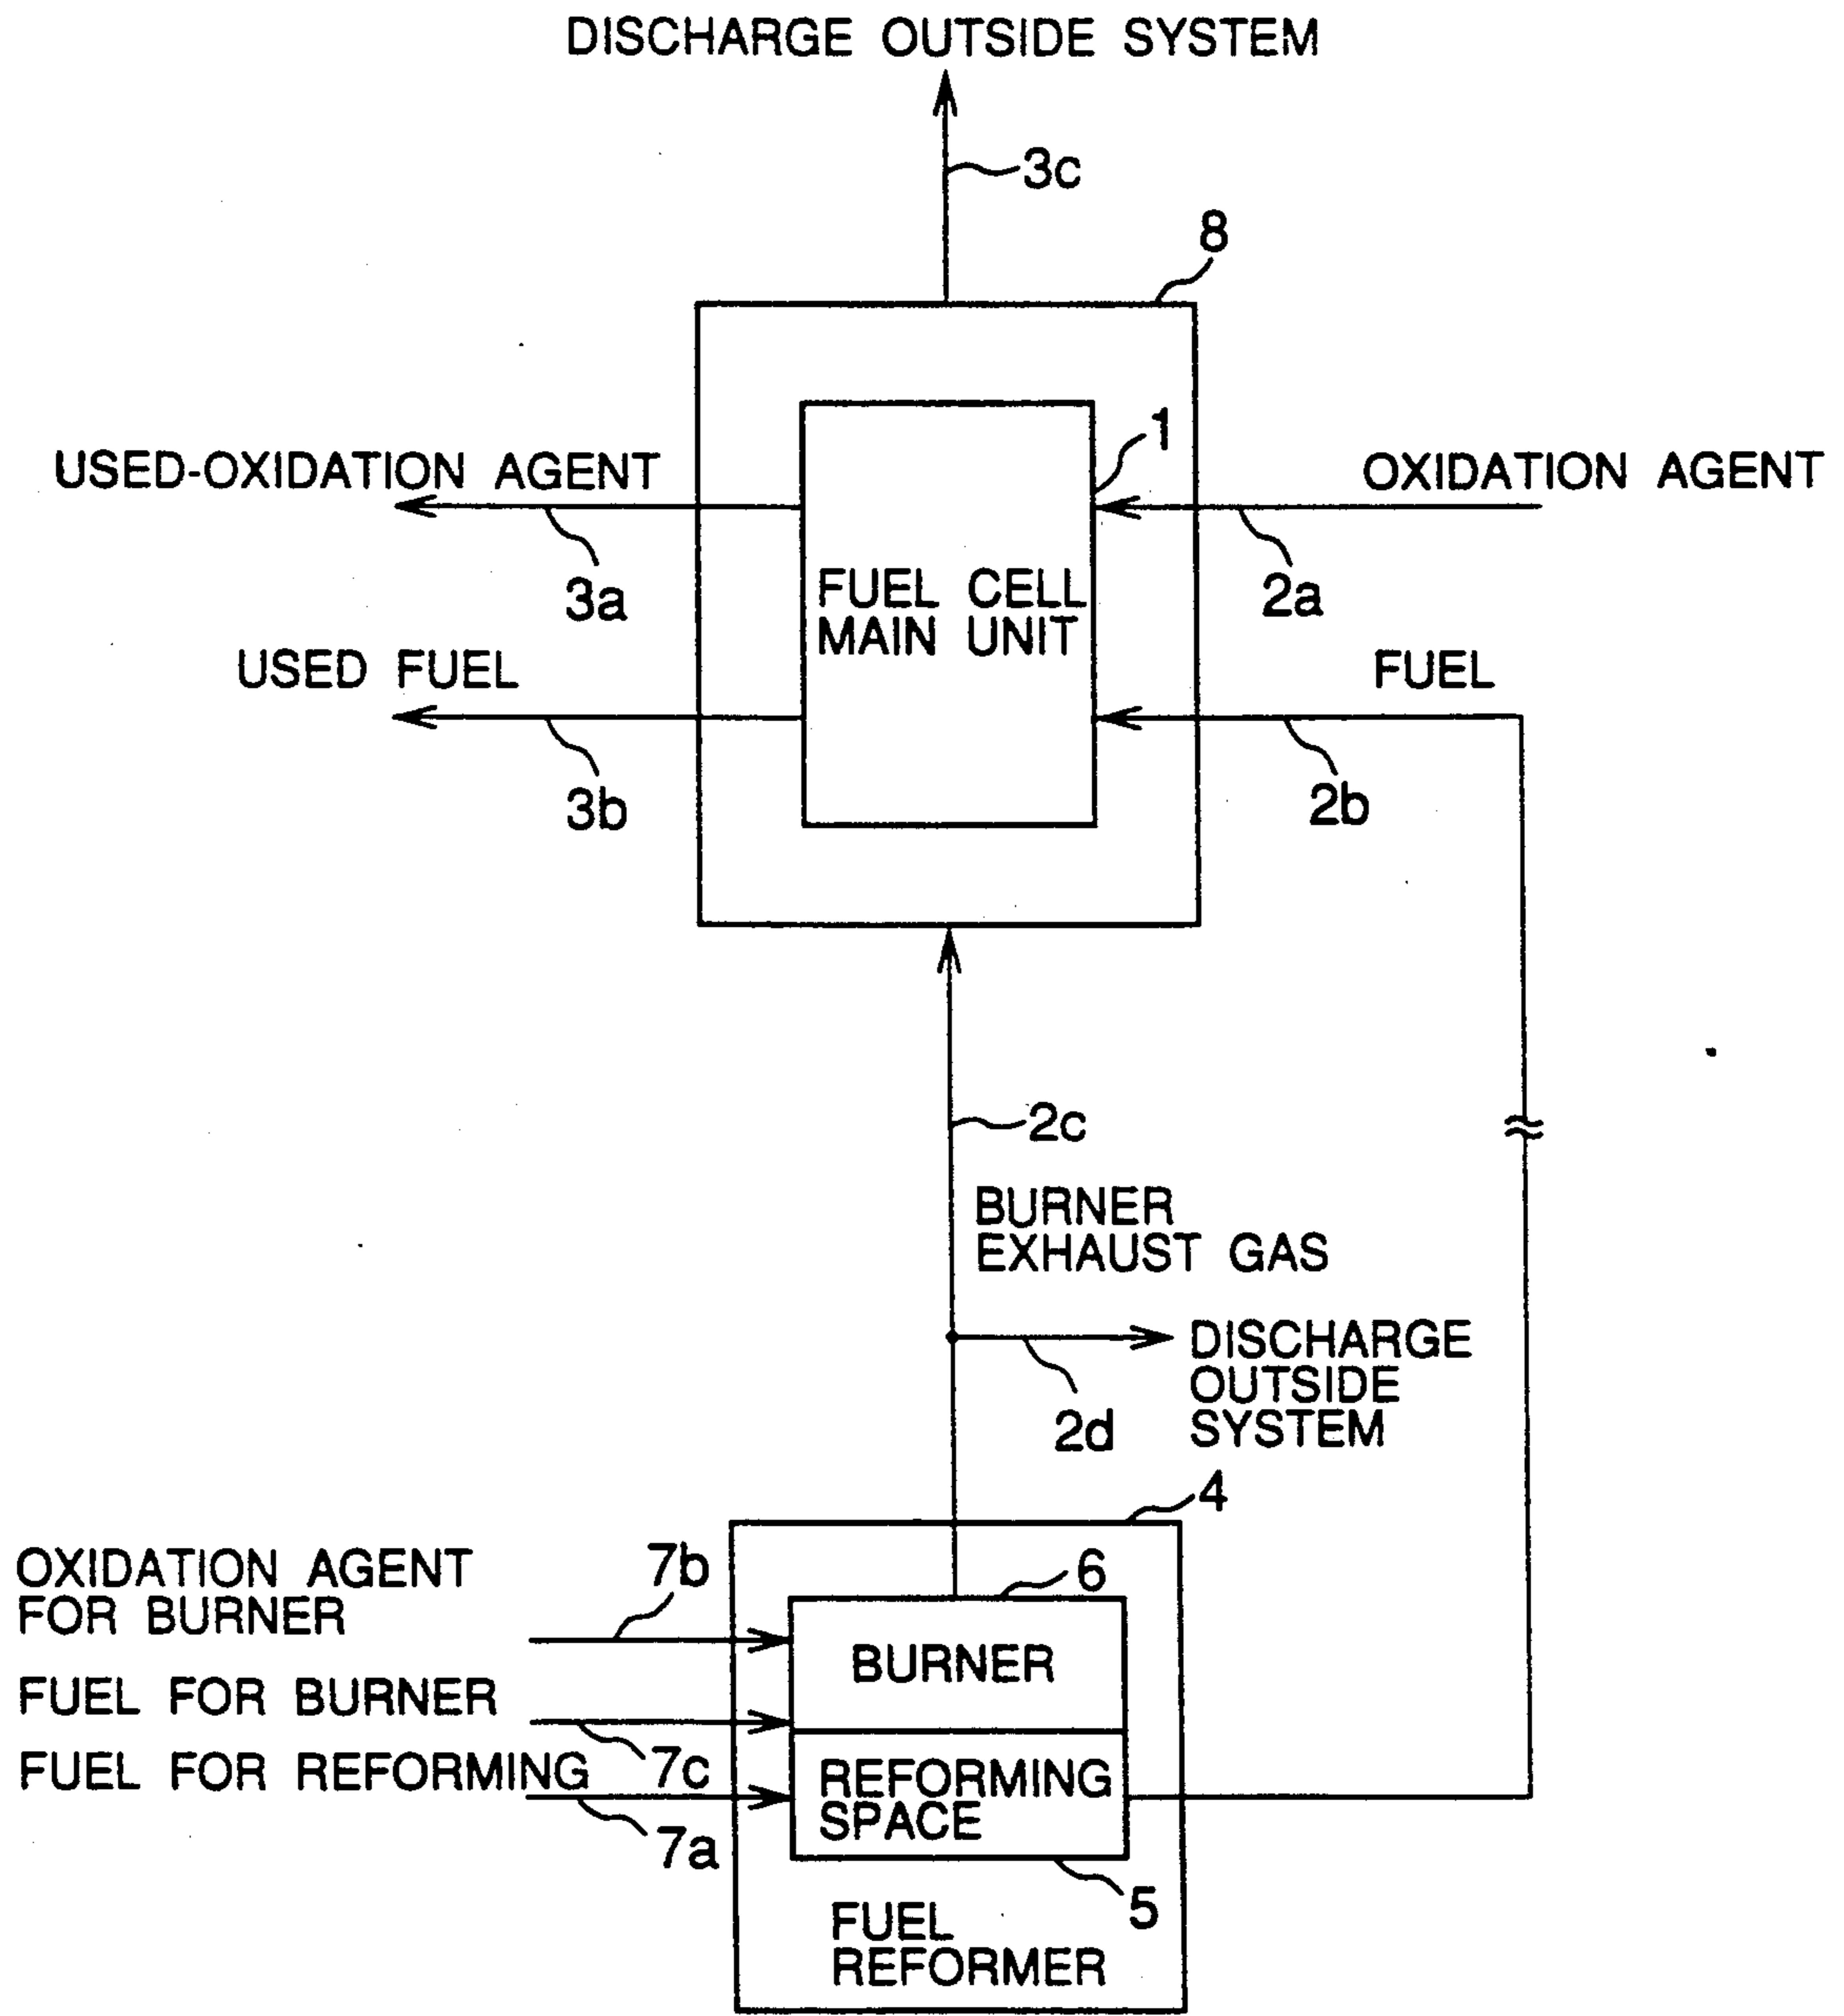 DISCHARGE OUTSIDE SYSTEM
3c
8
1
USED-OXIDATION AGENT
OXIDATION AGENT
3a
FUEL CELL
MAIN UNIT
2a
USED FUEL
FUEL
3b
2b
2c
BURNER
EXHAUST GAS
DISCHARGE
OUTSIDE
SYSTEM
2d
4
OXIDATION AGENT
FOR BURNER
7b
6
BURNER
FUEL FOR BURNER
7c
FUEL FOR REFORMING
REFORMING
SPACE
7a
5
FUEL
REFORMER